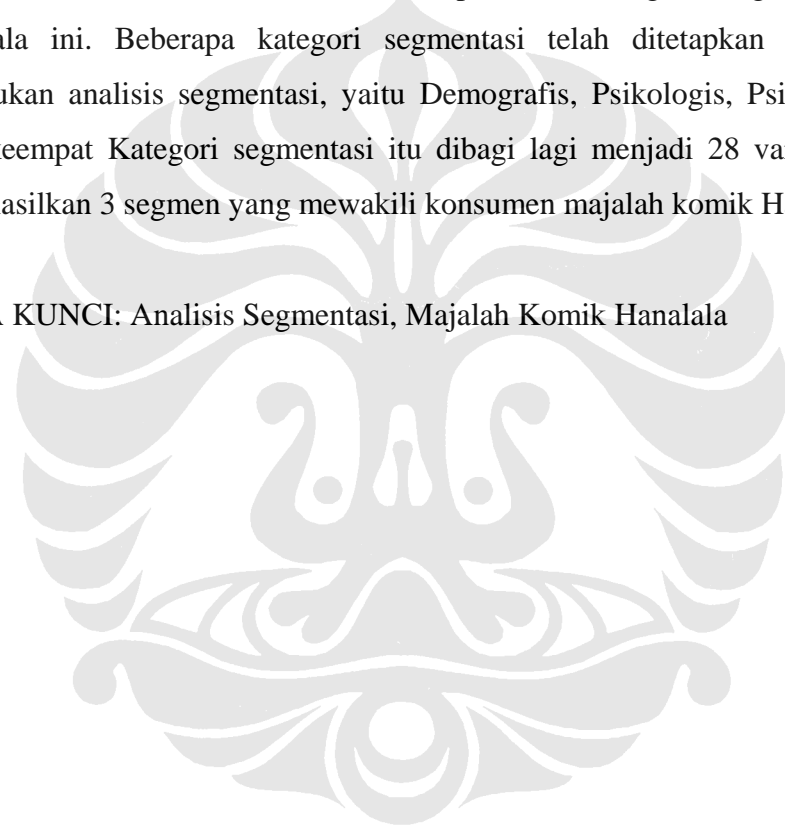 ala ini. Beberapa kategori segmentasi telah ditetapkan
ukan analisis segmentasi, yaitu Demografis, Psikologis, Psi
keempat Kategori segmentasi itu dibagi lagi menjadi 28 va
asilkan 3 segmen yang mewakili konsumen majalah komik H
KUNCI: Analisis Segmentasi, Majalah Komik Hanalala